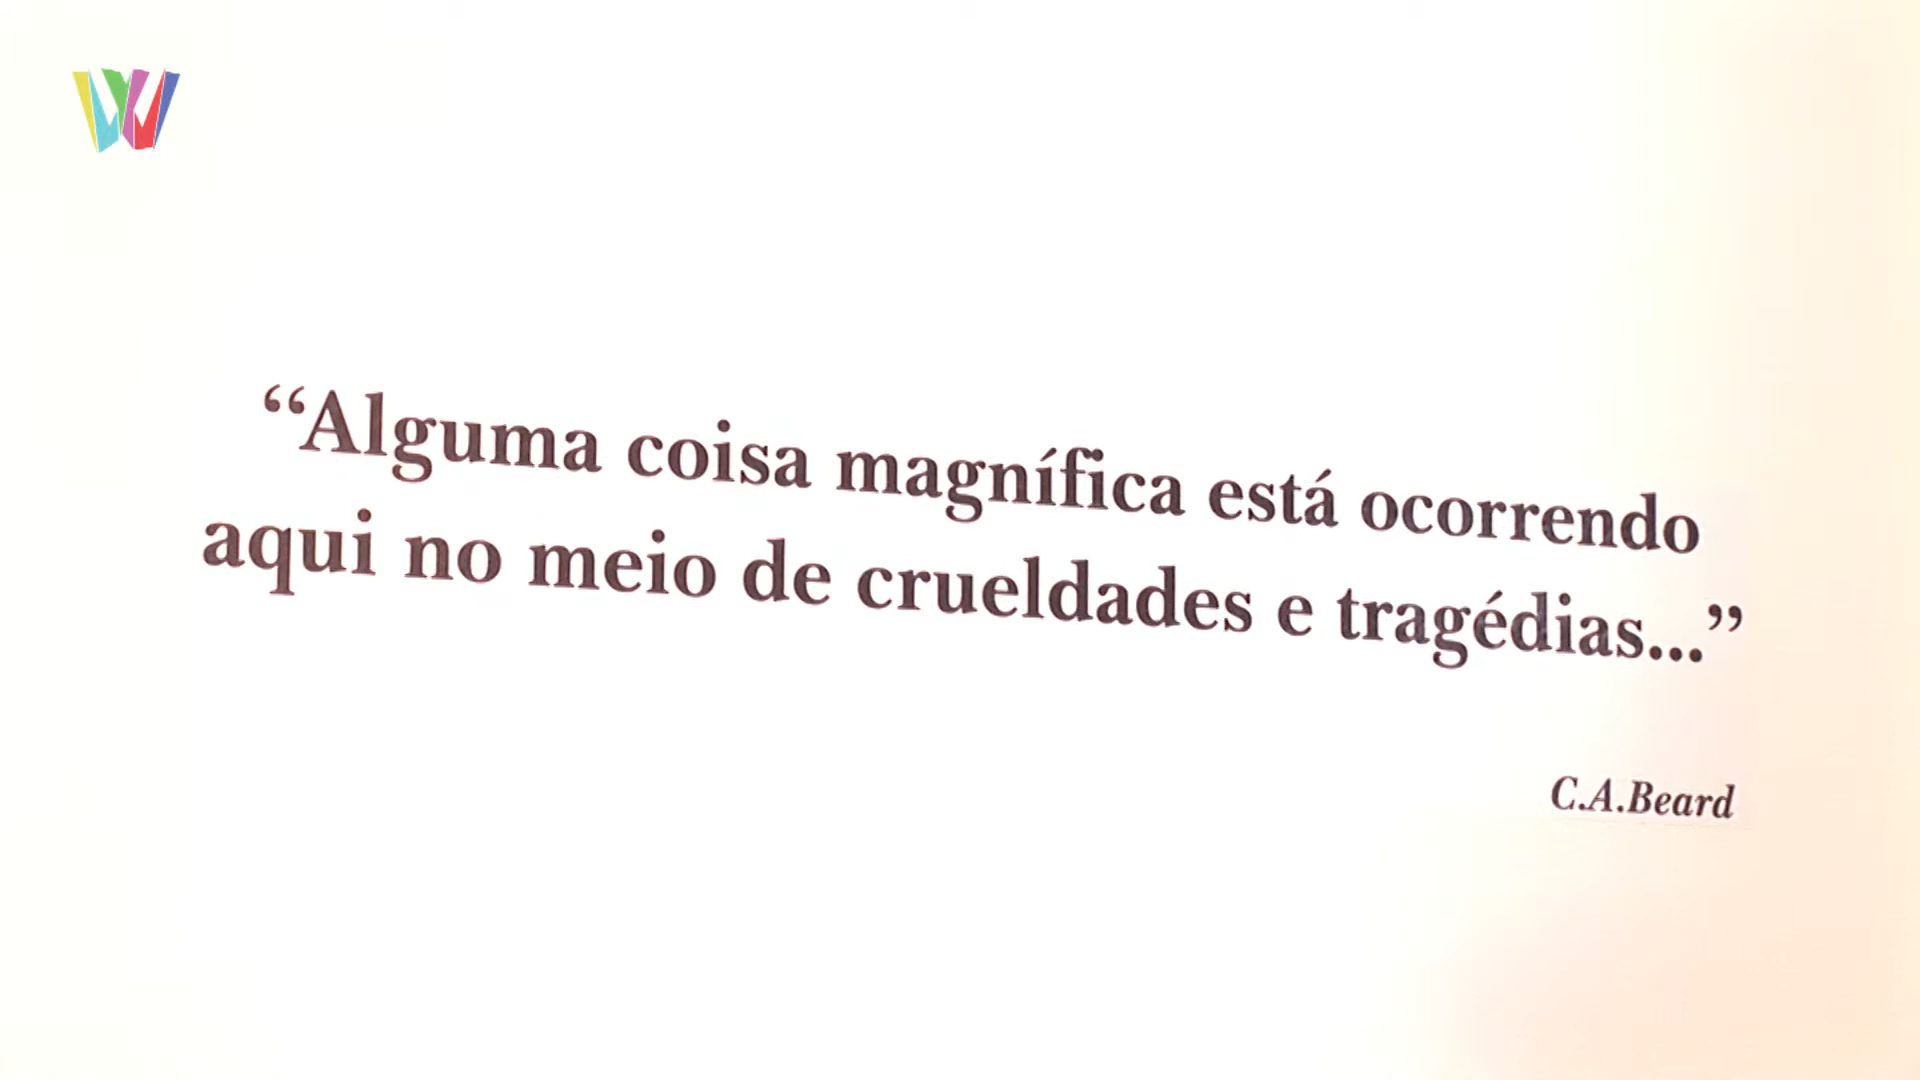 “Alguma coisa magnífica está ocorrendo
aqui no meio de crueldades e tragédias...”
C.A.Beard